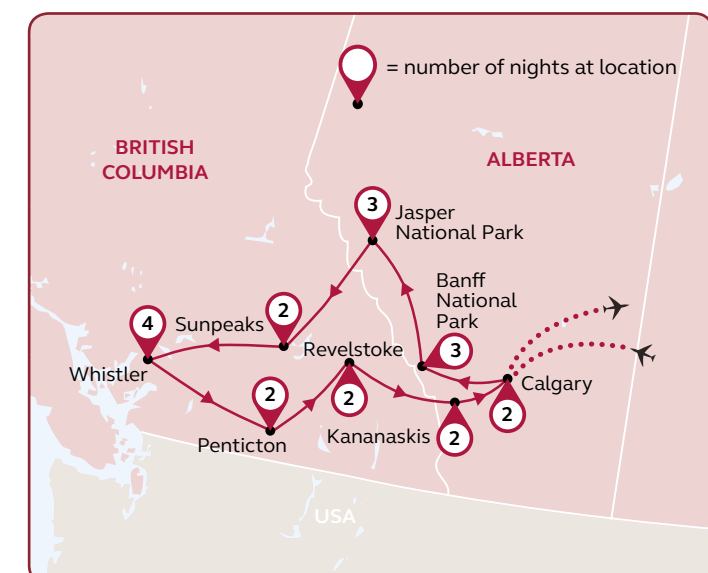 = number of nights at location
BRITISH
COLUMBIA
ALBERTA
3
Jasper
National Park
Banff
National
Park
3
4
Sunpeaks
2
Revelstoke
2
Whistler
2
Penticton
Kananaskis
2
Calgary
2
USA